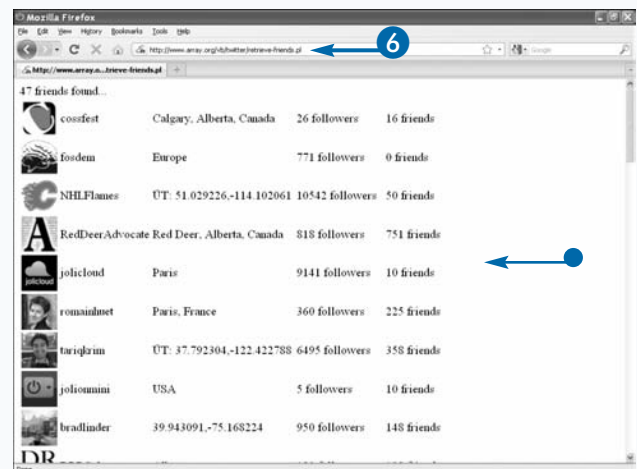 Mozilla Firefox
File Edit View History Bookmarks Tools Help
http://www.array.org/vb/twitter/retrieve-friends.pl
6
Google
http://www.array.o...trieve-friends.pl
47 friends found...
cossfest Calgary, Alberta, Canada 26 followers 16 friends
fosdem Europe 771 followers 0 friends
NHLFlames ÜT: 51.029226,-114.102061 10542 followers 50 friends
A RedDeerAdvocate Red Deer, Alberta, Canada 818 followers 751 friends
jolicloud jolicloud Paris 9141 followers 10 friends
romainhuet Paris, France 360 followers 225 friends
tariqkrim ÜT: 37.792304,-122.422788 6495 followers 358 friends
jolionmini USA 5 followers 10 friends
bradlinder 39.943091,-75.168224 950 followers 148 friends
DR
Done